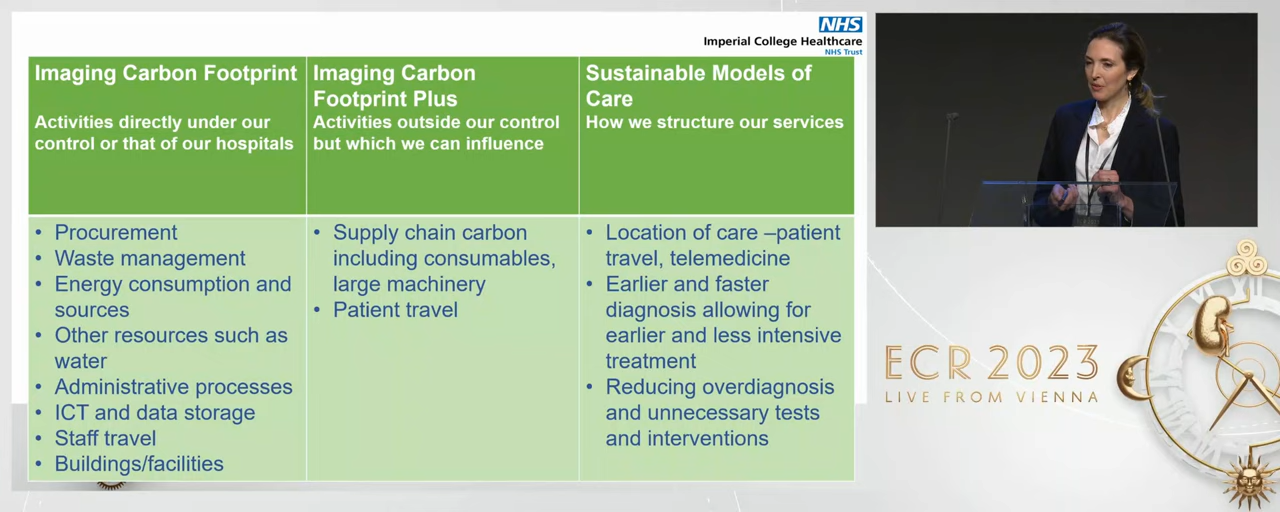 NHS
Imperial College Healthcare
NHS Trust
Imaging Carbon Footprint
Activities directly under our
control or that of our hospitals
Imaging Carbon
Footprint Plus
Activities outside our control
but which we can influence
Sustainable Models of
Care
How we structure our services
• Procurement
• Waste management
• Energy consumption and
sources
• Other resources such as
water
• Administrative processes
• ICT and data storage
• Staff travel
• Buildings/facilities
• Supply chain carbon
including consumables,
large machinery
• Patient travel
• Location of care –patient
travel, telemedicine
• Earlier and faster
diagnosis allowing for
earlier and less intensive
treatment
• Reducing overdiagnosis
and unnecessary tests
and interventions
ECR 2023
LIVE FROM VIENNA